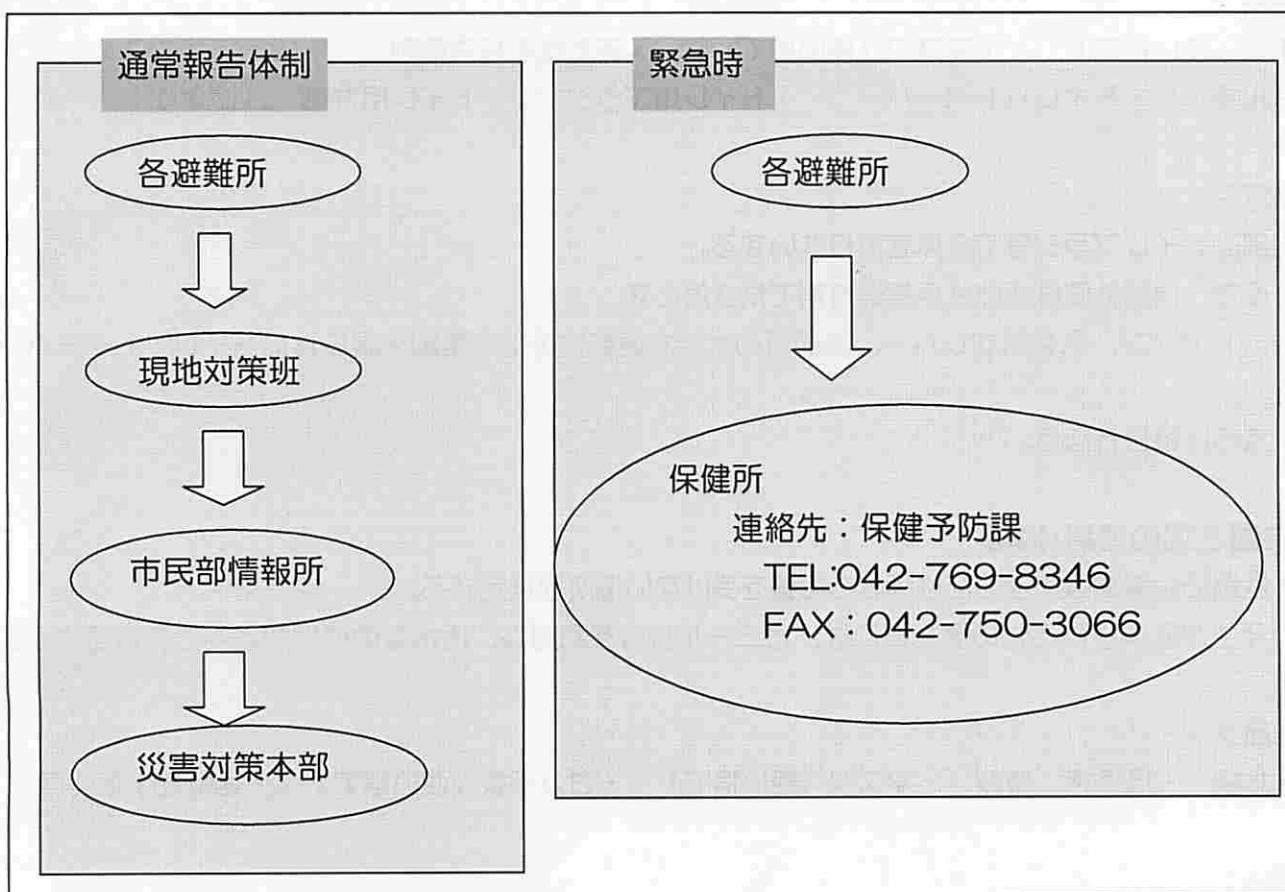 通常報告体制
各避難所
現地対策班
市民部情報所
災害対策本部
緊急時
各避難所
保健所
連絡先：保健予防課
TEL:042-769-8346
FAX：042-750-3066